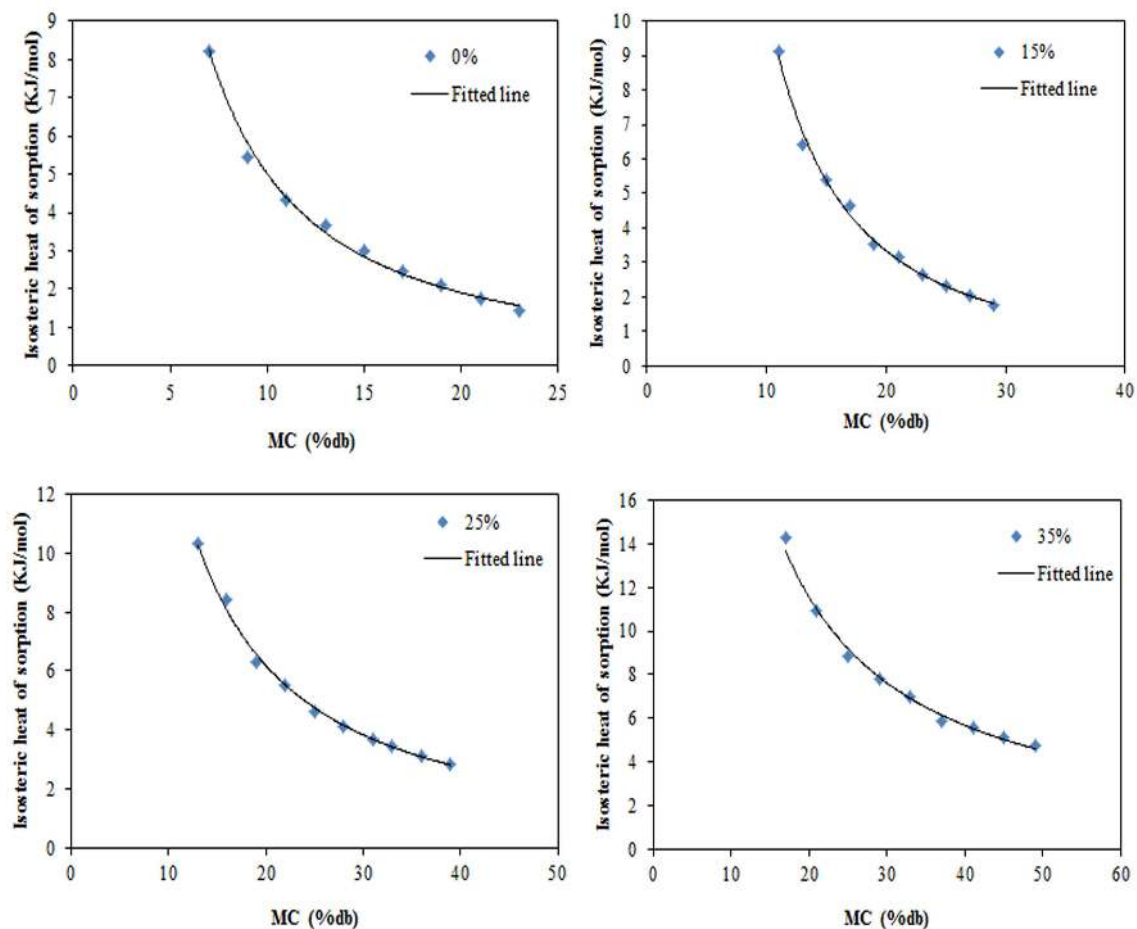 Isosteric heat of sorption (KJ/mol)
9
8
7
6
5
4
3
2
1
0
0%
Fitted line
0 5 10 15 20 25
MC (%db)
Isosteric heat of sorption (KJ/mol)
10
9
8
7
6
5
4
3
2
1
0
15%
Fitted line
0 10 20 30 40
MC (%db)
Isosteric heat of sorption (KJ/mol)
12
10
8
6
4
2
0
25%
Fitted line
0 10 20 30 40 50
MC (%db)
Isosteric heat of sorption (KJ/mol)
16
14
12
10
8
6
4
2
0
35%
Fitted line
0 10 20 30 40 50 60
MC (%db)